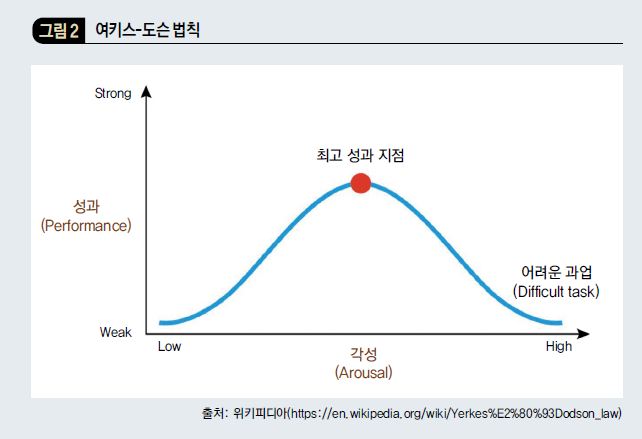 그림 2 여키스-도슨 법칙
Strong
최고 성과 지점
성과
(Performance)
어려운 과업
(Difficult task)
Weak
Low
High
각성
(Arousal)
출처: 위키피디아(https://en.wikipedia.org/wiki/Yerkes%E2%80%93Dodson_law)